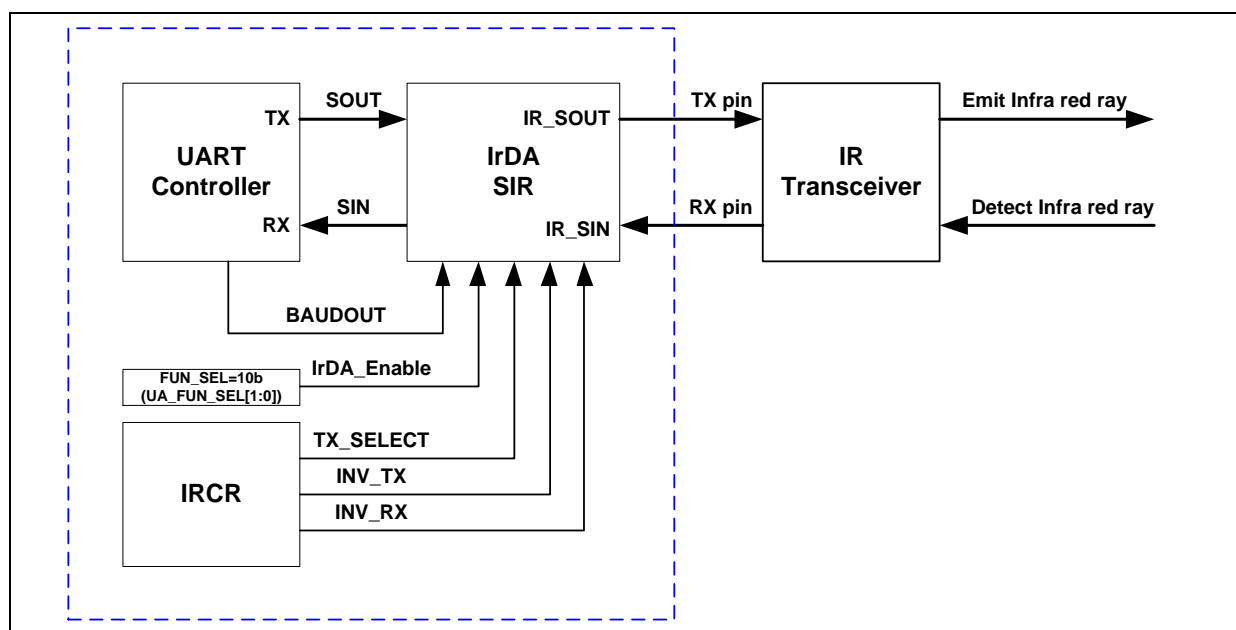 SOUT
TX
UART
Controller
SIN
RX
IR_SOUT
IrDA
SIR
IR_SIN
TX pin
RX pin
IR
Transceiver
Emit Infra red ray
Detect Infra red ray
BAUDOUT
FUN_SEL=10b
(UA_FUN_SEL[1:0])
IrDA_Enable
IRCR
TX_SELECT
INV_TX
INV_RX